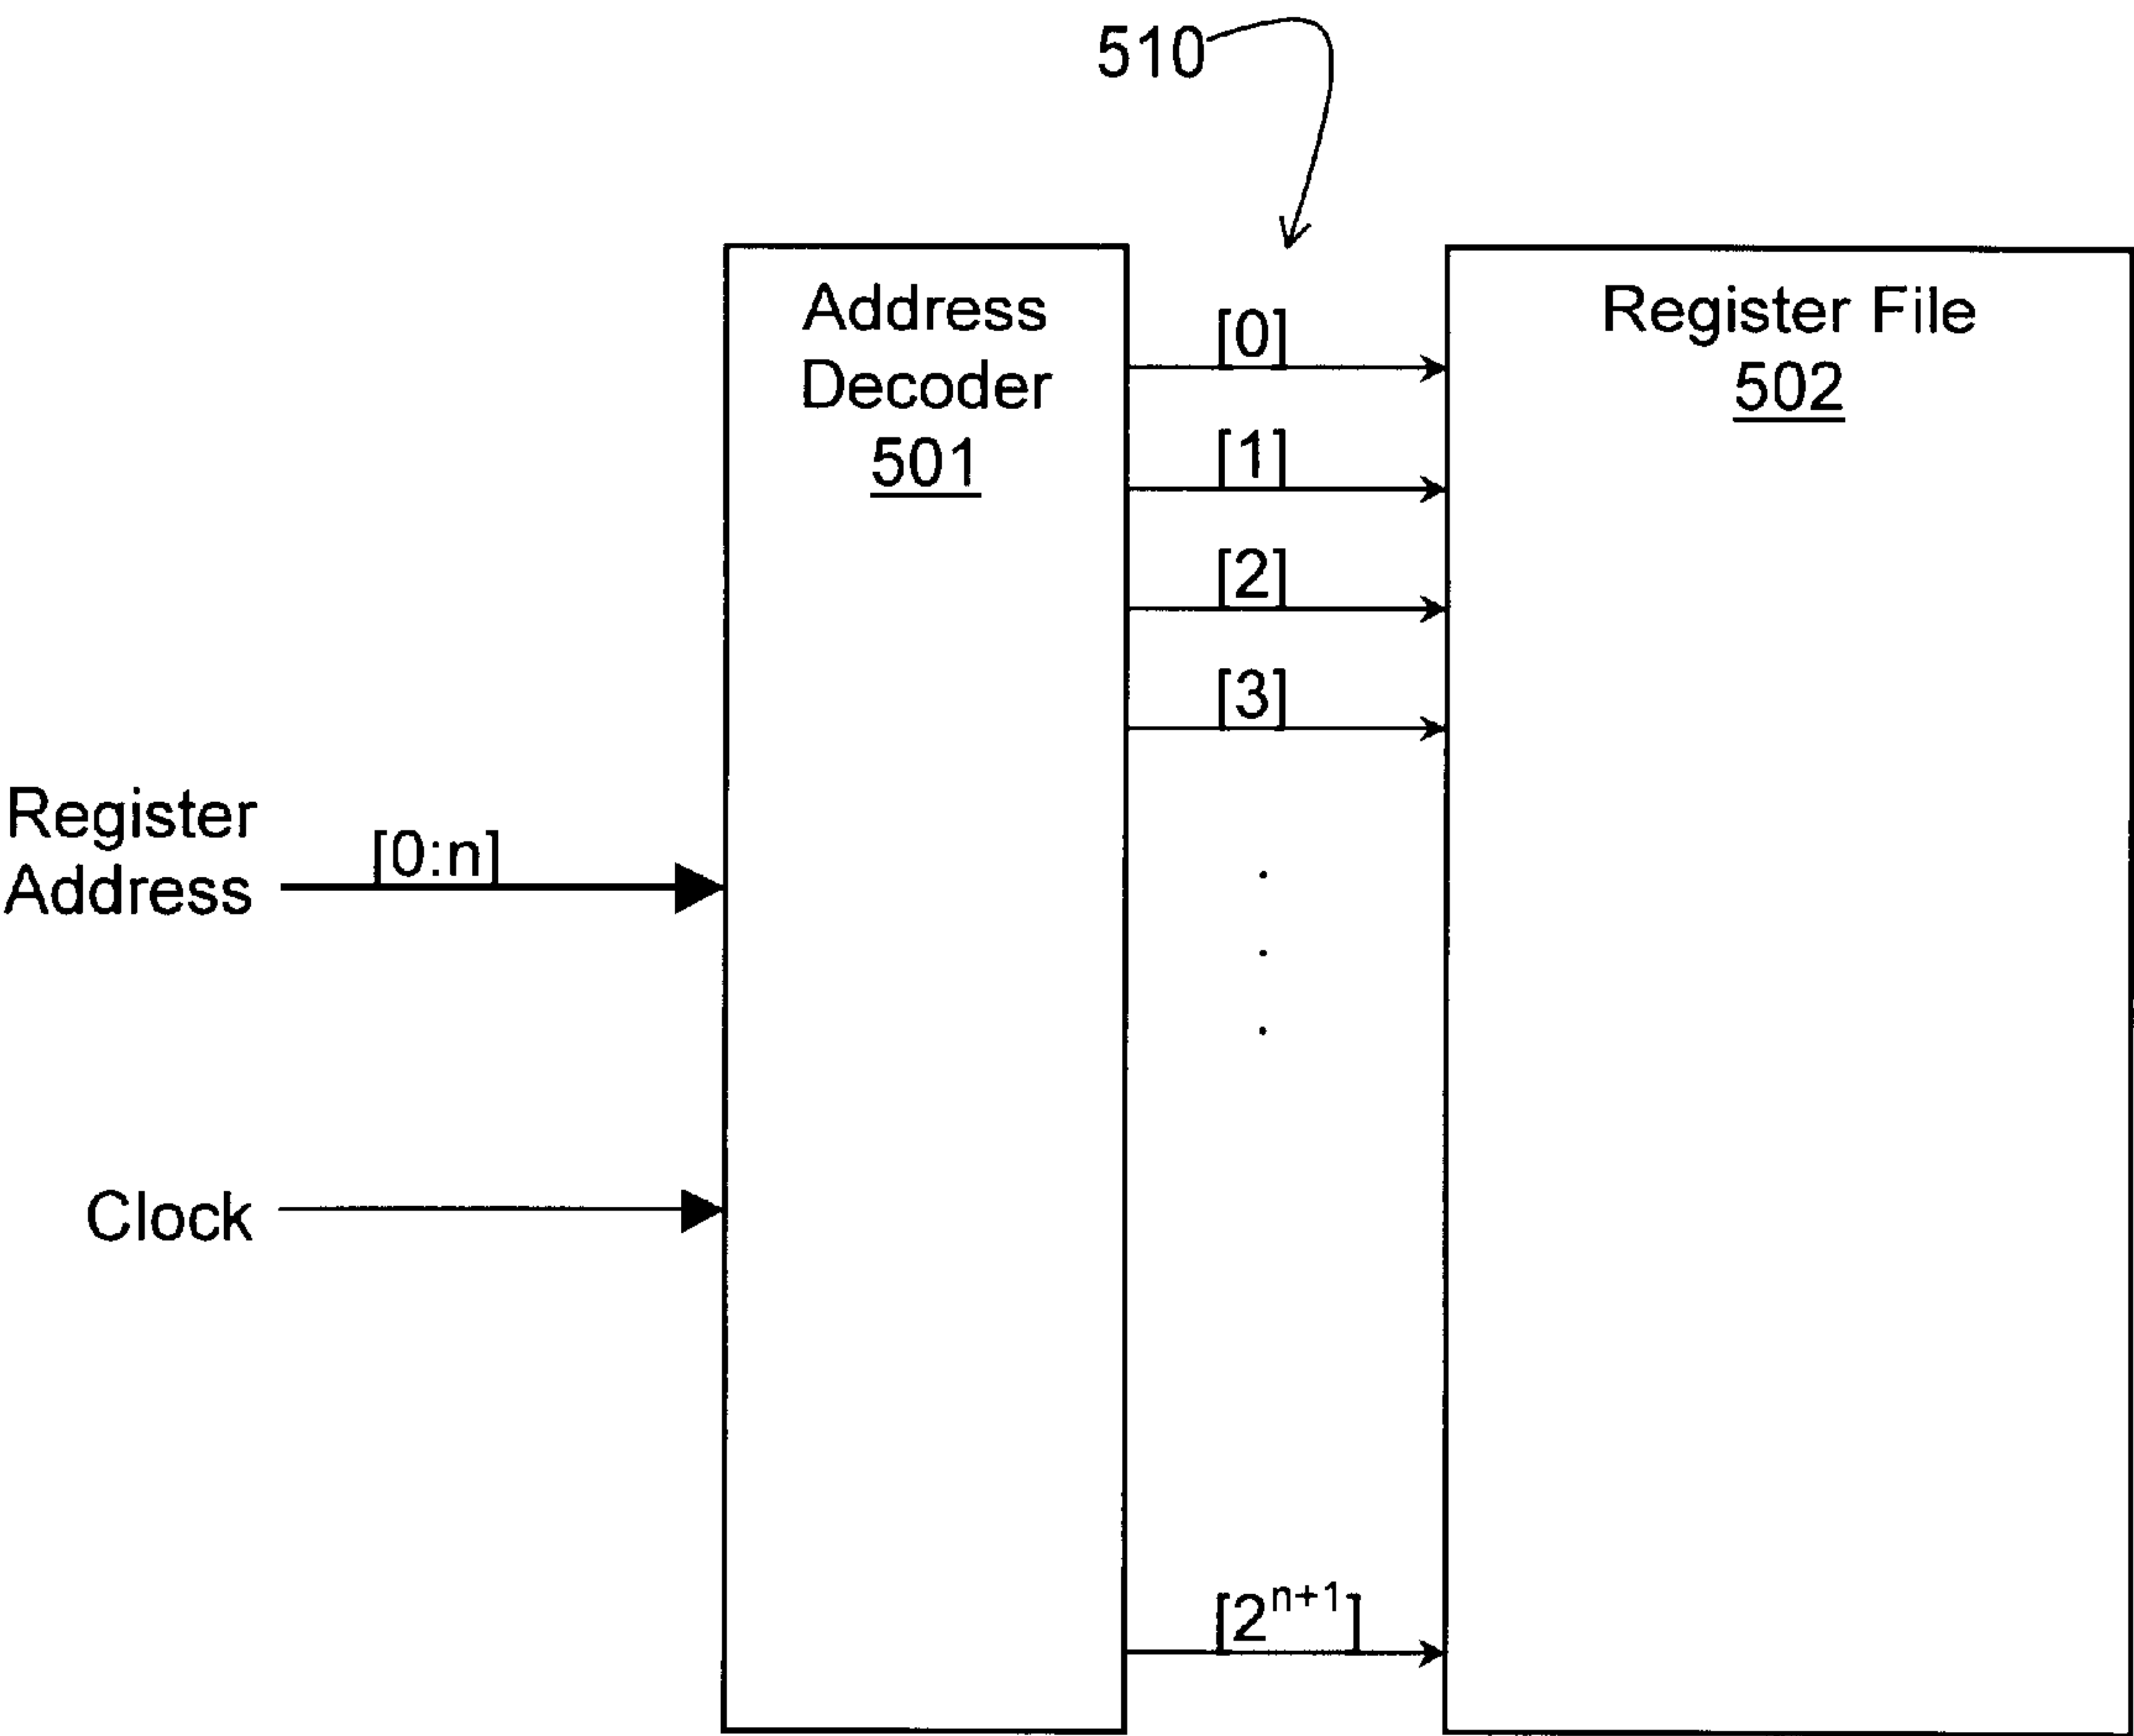 510
Address
Decoder
501
[0]
[1]
[2]
[3]
[2ⁿ⁺¹]
Register File
502
Register
Address
[0:n]
Clock